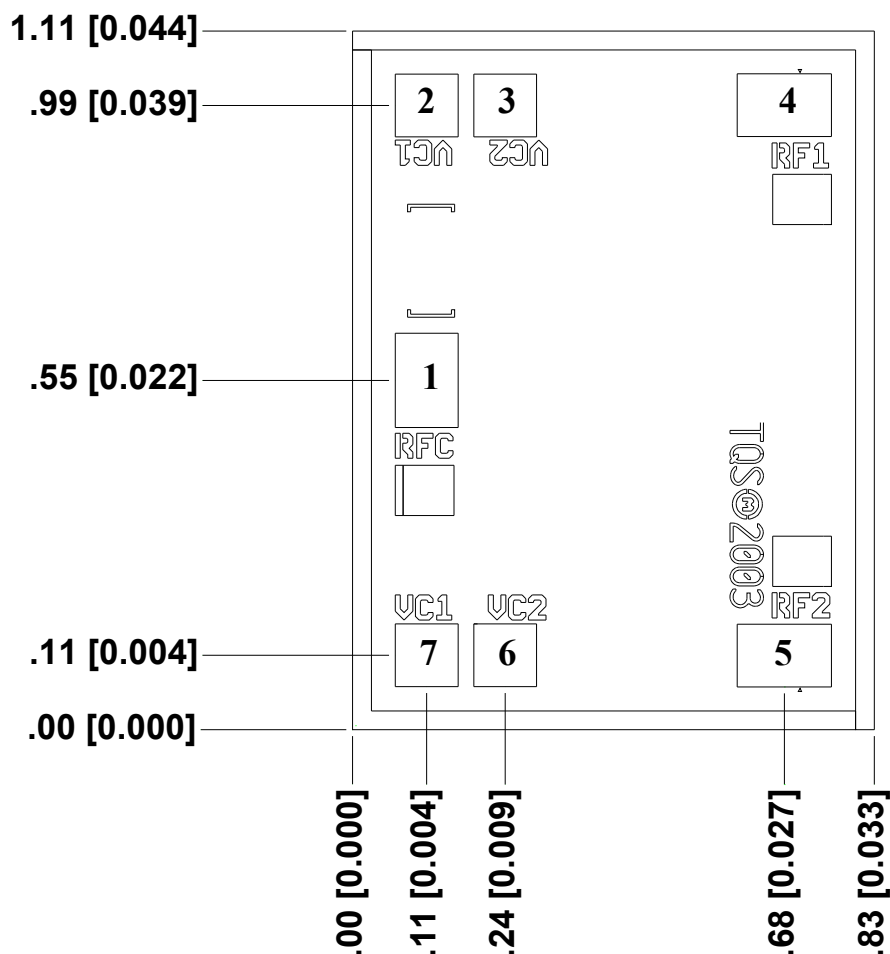 1.11 [0.044]
.99 [0.039]
2
3
4
VC1
VC2
RF1
.55 [0.022]
1
RFC
TQSⓜ2003
VC1
VC2
RF2
.11 [0.004]
7
6
5
.00 [0.000]
.00 [0.000]
.11 [0.004]
.24 [0.009]
.68 [0.027]
.83 [0.033]